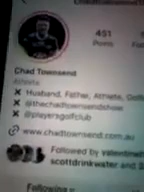 451
Posts
Chad Townsend
Athlete
✕ Husband, Father, Athlete, Golf
✕ @thechadtownsendshow
✕ @playersgolfclub
www.chadtownsend.com.au
Followed by
scottdrinkwater and
Following